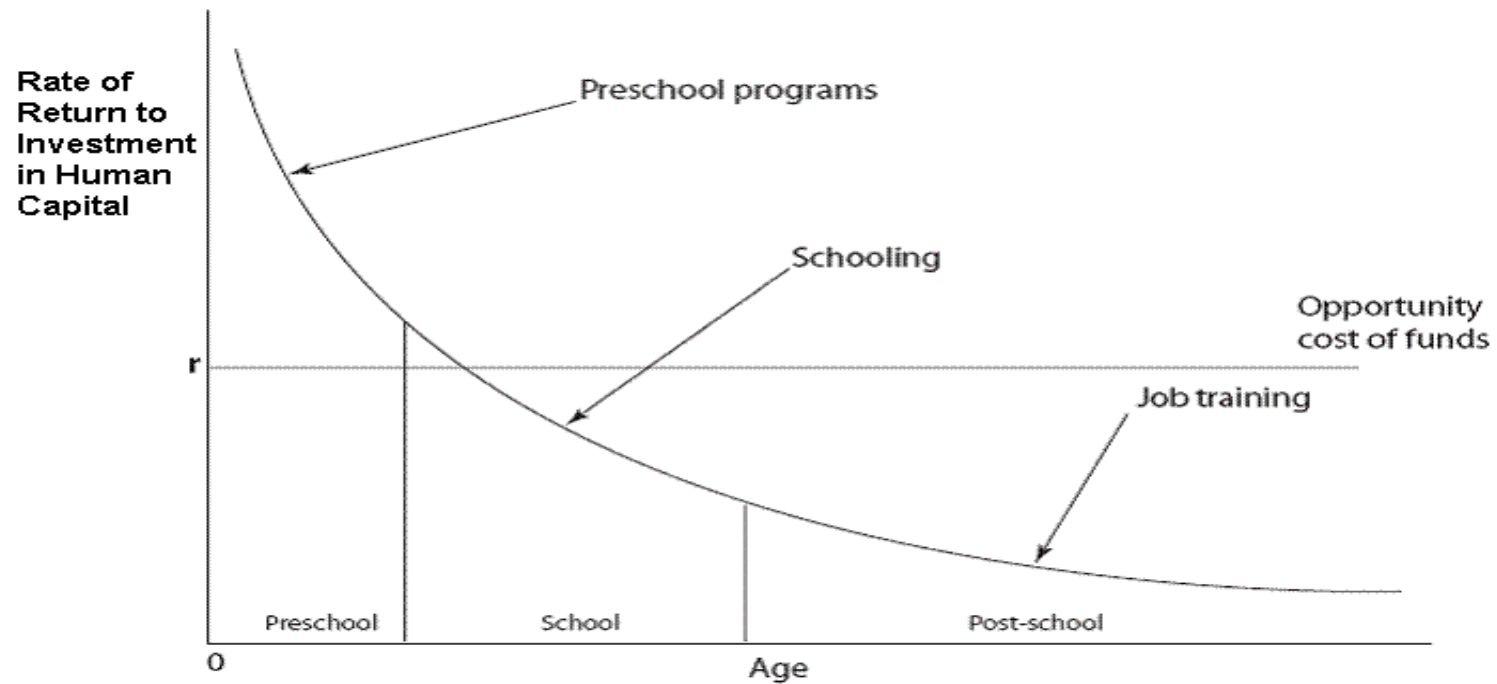 Rate of
Return to
Investment
in Human
Capital
Preschool programs
Schooling
Opportunity
cost of funds
r
Job training
Preschool
School
Post-school
0
Age